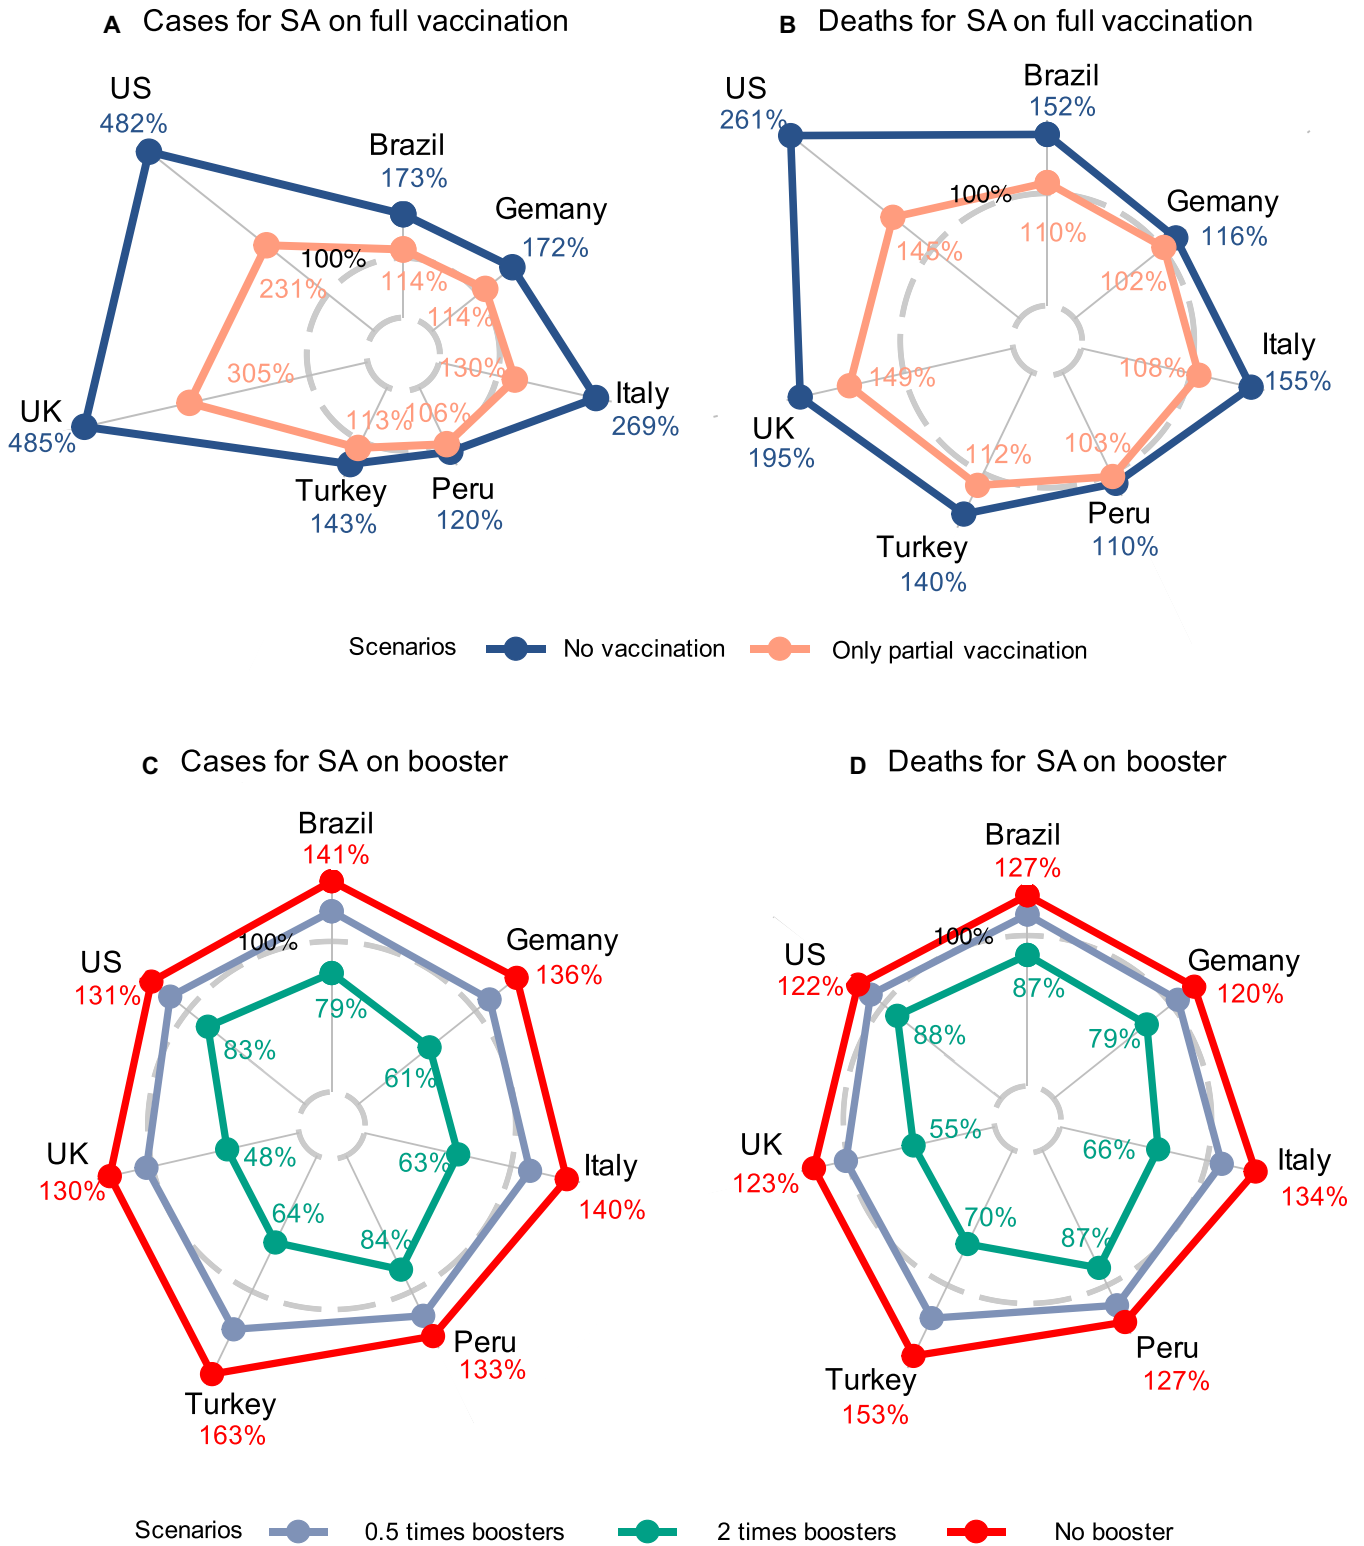 A Cases for SA on full vaccination
US
482%
Brazil
173%
Gemany
172%
100%
114%
231%
114%
130%
305%
Italy
269%
UK
485%
113%
106%
Turkey
143%
Peru
120%
B Deaths for SA on full vaccination
US
261%
Brazil
152%
100%
Gemany
116%
110%
145%
102%
Italy
155%
108%
149%
UK
195%
103%
112%
Peru
110%
Turkey
140%
Scenarios No vaccination Only partial vaccination
C Cases for SA on booster
Brazil
141%
100%
Gemany
136%
US
131%
79%
83%
61%
UK
130%
48%
63%
Italy
140%
64%
84%
Peru
133%
Turkey
163%
D Deaths for SA on booster
Brazil
127%
100%
US
122%
Gemany
120%
87%
88%
79%
UK
123%
55%
66%
Italy
134%
70%
87%
Peru
127%
Turkey
153%
Scenarios 0.5 times boosters 2 times boosters No booster